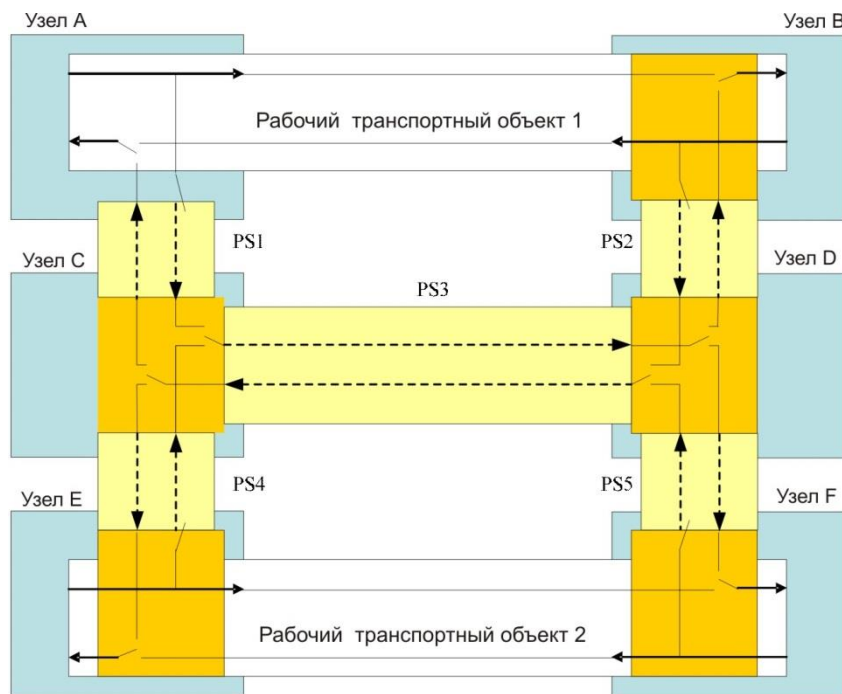 Узел A
Узел B
Рабочий транспортный объект 1
PS1
PS2
Узел C
Узел D
PS3
PS4
PS5
Узел E
Узел F
Рабочий транспортный объект 2